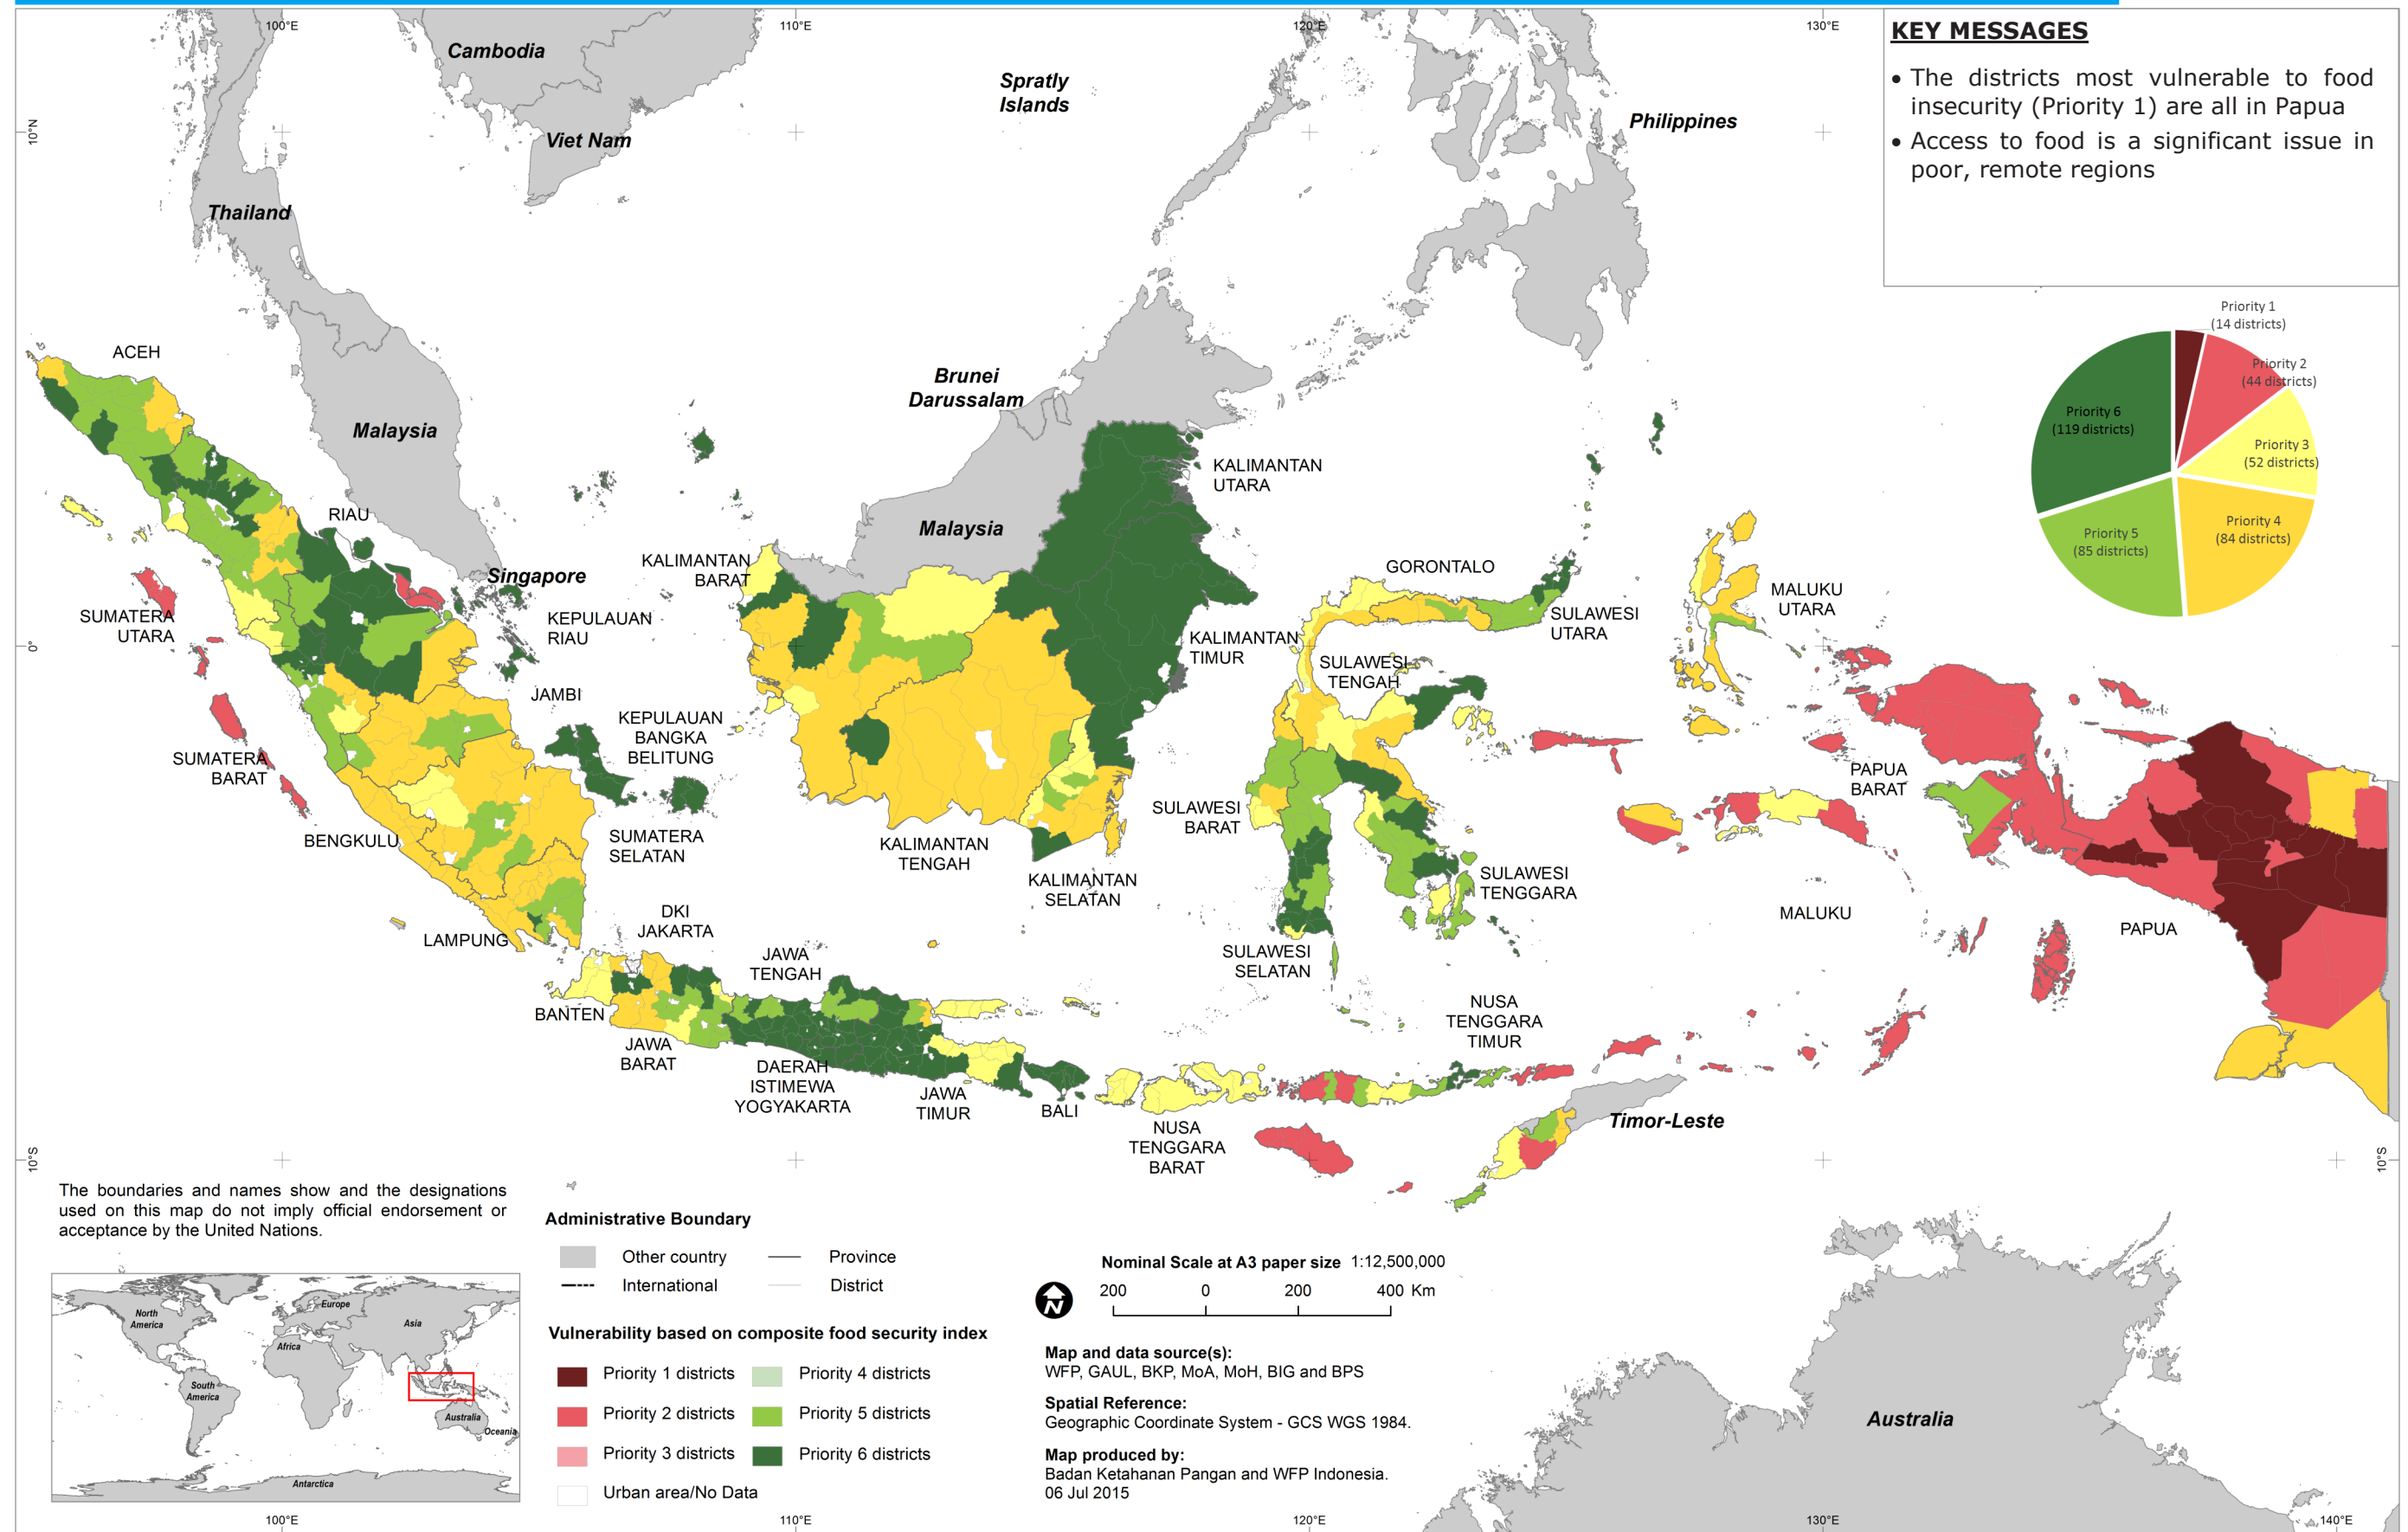 100°E
110°E
120°E
130°E
KEY MESSAGES
• The districts most vulnerable to food
insecurity (Priority 1) are all in Papua
• Access to food is a significant issue in
poor, remote regions
Cambodia
Spratly
Islands
10°N
Viet Nam
Philippines
Thailand
Priority 1
(14 districts)
Priority 2
(44 districts)
Priority 3
(52 districts)
Priority 4
(84 districts)
Priority 5
(85 districts)
Priority 6
(119 districts)
ACEH
Brunei
Darussalam
Malaysia
KALIMANTAN
UTARA
RIAU
Malaysia
KALIMANTAN
BARAT
Singapore
GORONTALO
MALUKU
UTARA
SUMATERA
UTARA
KEPULAUAN
RIAU
SULAWESI
UTARA
0°
KALIMANTAN
TIMUR
SULAWESI
TENGAH
JAMBI
KEPULAUAN
BANGKA
BELITUNG
SUMATERA
BARAT
PAPUA
BARAT
SULAWESI
BARAT
BENGKULU
SUMATERA
SELATAN
KALIMANTAN
TENGAH
KALIMANTAN
SELATAN
SULAWESI
TENGGARA
MALUKU
PAPUA
LAMPUNG
DKI
JAKARTA
JAWA
TENGAH
SULAWESI
SELATAN
BANTEN
NUSA
TENGGARA
TIMUR
JAWA
BARAT
DAERAH
ISTIMEWA
YOGYAKARTA
JAWA
TIMUR
BALI
NUSA
TENGGARA
BARAT
Timor-Leste
10°S
10°S
The boundaries and names show and the designations
used on this map do not imply official endorsement or
acceptance by the United Nations.
North
America
Europe
Asia
Africa
South
America
Australia
Oceania
Antarctica
Administrative Boundary
Other country
Province
International
District
Vulnerability based on composite food security index
Priority 1 districts
Priority 4 districts
Priority 2 districts
Priority 5 districts
Priority 3 districts
Priority 6 districts
Urban area/No Data
Nominal Scale at A3 paper size 1:12,500,000
N
200 0 200 400 Km
Map and data source(s):
WFP, GAUL, BKP, MoA, MoH, BIG and BPS
Spatial Reference:
Geographic Coordinate System - GCS WGS 1984.
Map produced by:
Badan Ketahanan Pangan and WFP Indonesia.
06 Jul 2015
Australia
100°E
110°E
120°E
130°E
140°E